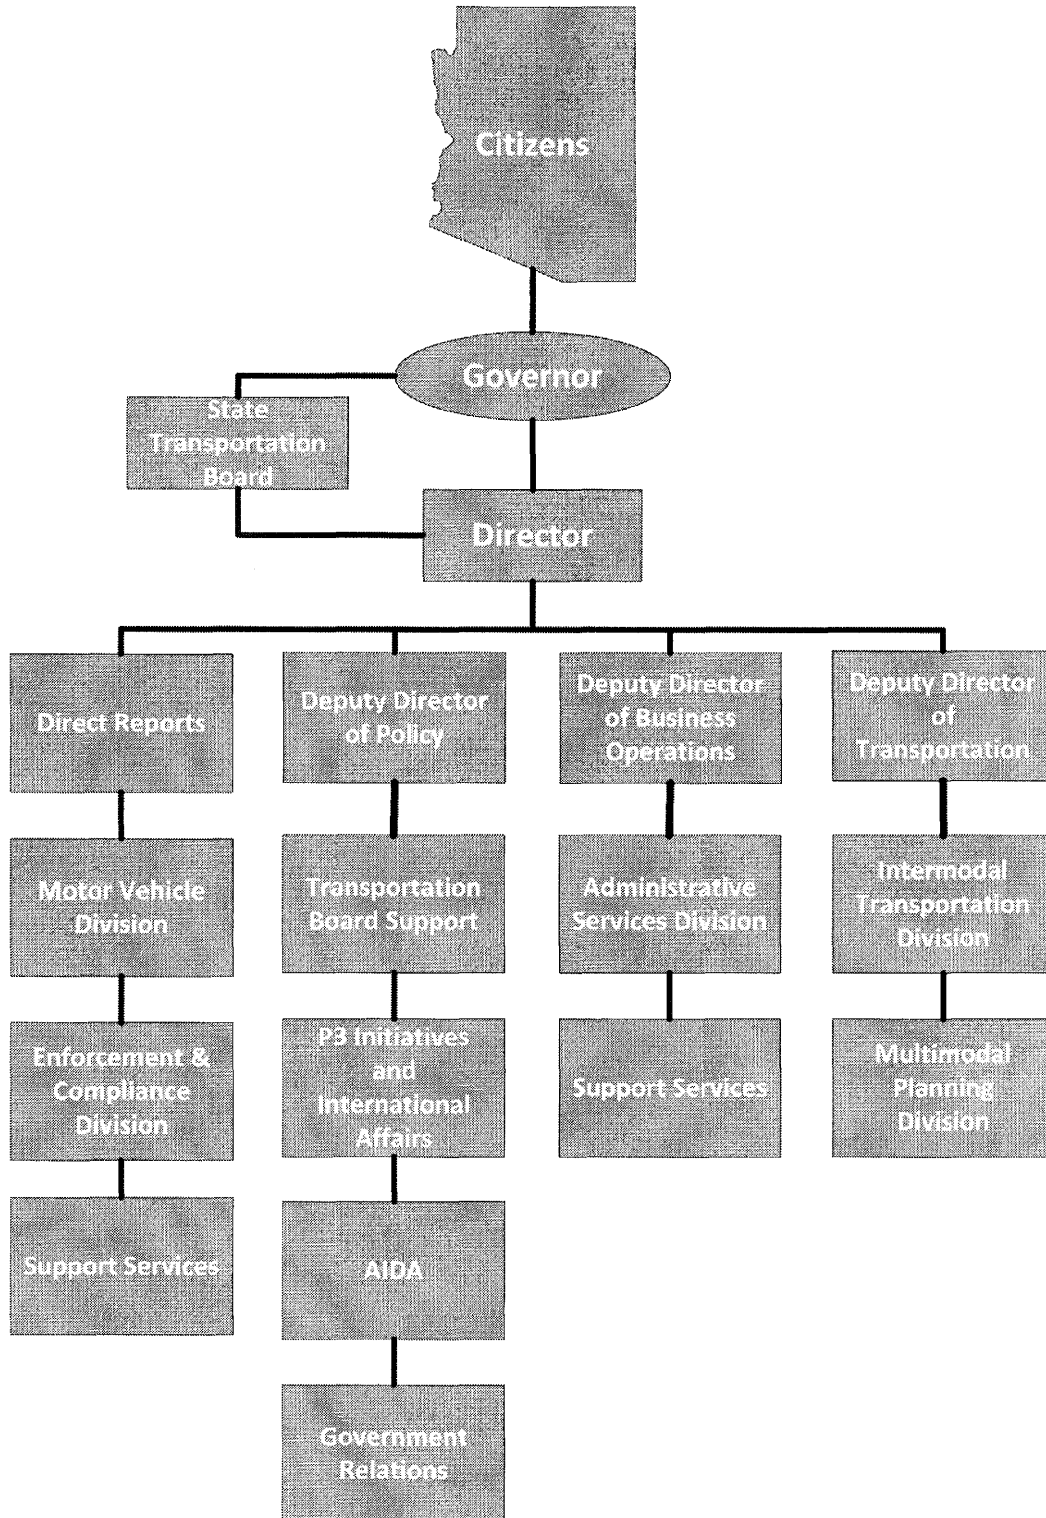 Citizens
Governor
State
Transportation
Board
Director
Direct Reports
Deputy Director
of Policy
Deputy Director
of Business
Operations
Deputy Director
of
Transportation
Motor Vehicle
Division
Transportation
Board Support
Administrative
Services Division
Intermodal
Transportation
Division
Enforcement &
Compliance
Division
P3 Initiatives
and
International
Affairs
Support Services
Multimodal
Planning
Division
Support Services
AIDA
Government
Relations